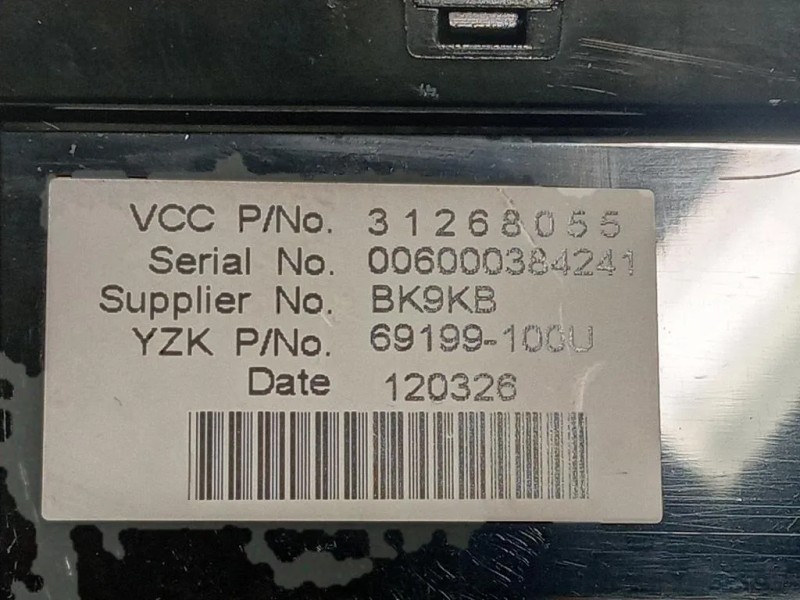 VCC P/No. 31268055
Serial No. 006000384241
Supplier No. BK9KB
YZK P/No. 69199-100U
Date 120326